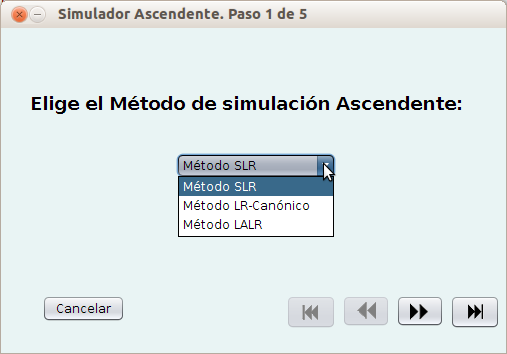 Simulador Ascendente. Paso 1 de 5
Elige el Método de simulación Ascendente:
Método SLR
Método SLR
Método LR-Canónico
Método LALR
Cancelar